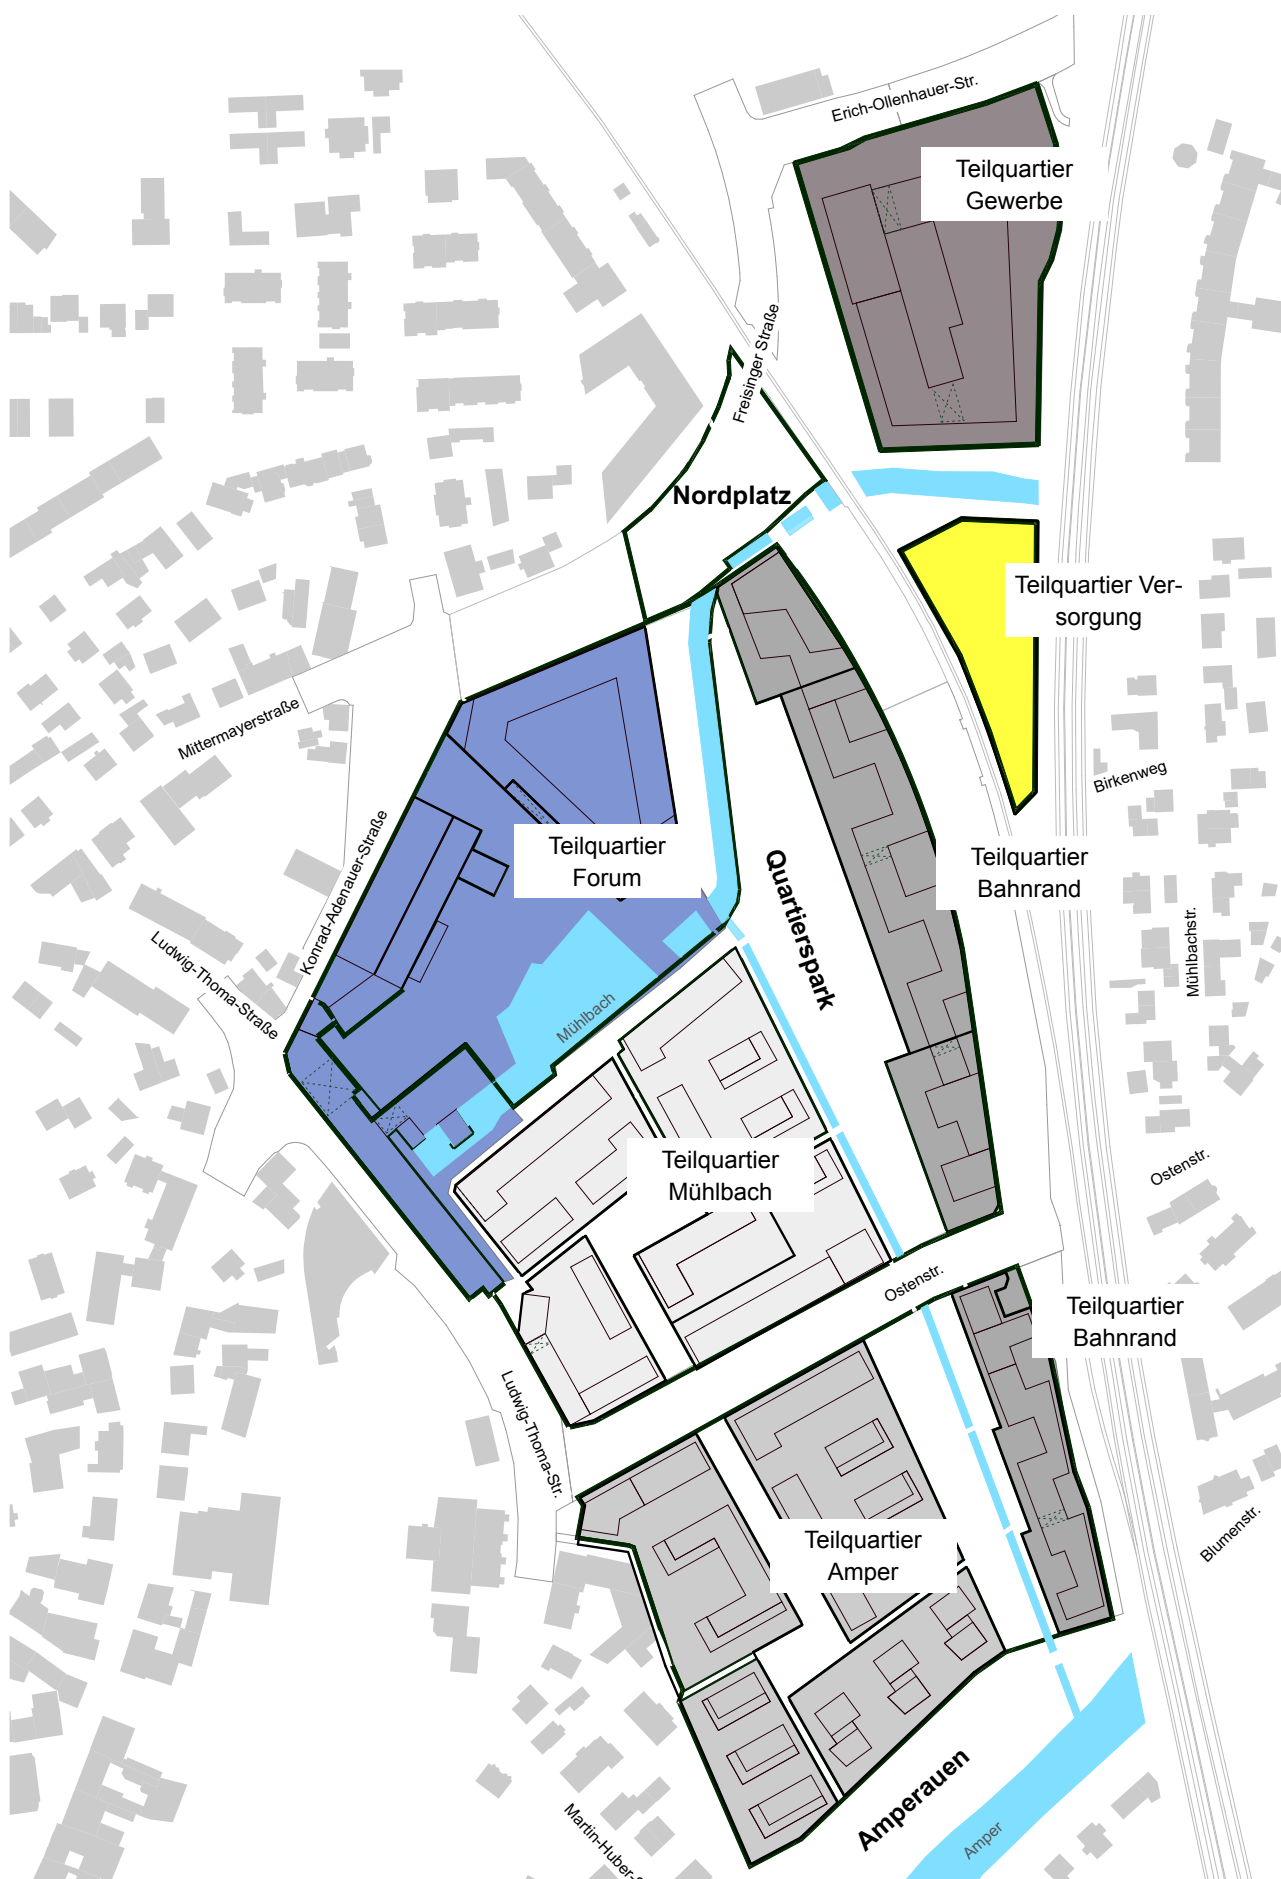 Erich-Ollenhauer-Str.
Teilquartier
Gewerbe
Freisinger Straße
Nordplatz
Teilquartier Ver-
sorgung
Mittermayerstraße
Birkenweg
Konrad-Adenauer-Straße
Teilquartier
Forum
Quartierspark
Teilquartier
Bahnrand
Ludwig-Thoma-Straße
Mühlbachstr.
Mühlbach
Teilquartier
Mühlbach
Ostenstr.
Ostenstr.
Teilquartier
Bahnrand
Ludwig-Thoma-Str.
Teilquartier
Amper
Blumenstr.
Amperauen
Amper
Martin-Huber-